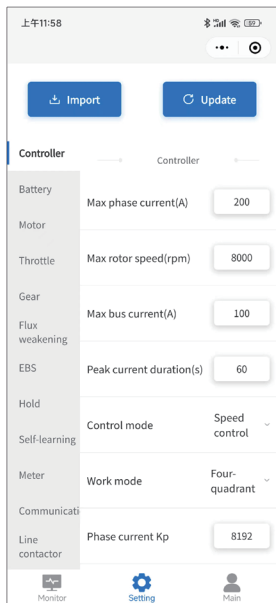 上午11:58
Import
Update
Controller
Battery
Motor
Throttle
Gear
Flux
weakening
EBS
Hold
Self-learning
Meter
Communicati
Line
contactor
Controller
Max phase current(A)
200
Max rotor speed(rpm)
8000
Max bus current(A)
100
Peak current duration(s)
60
Control mode
Speed
control
Work mode
Four-
quadrant
Phase current Kp
8192
Monitor
Setting
Main